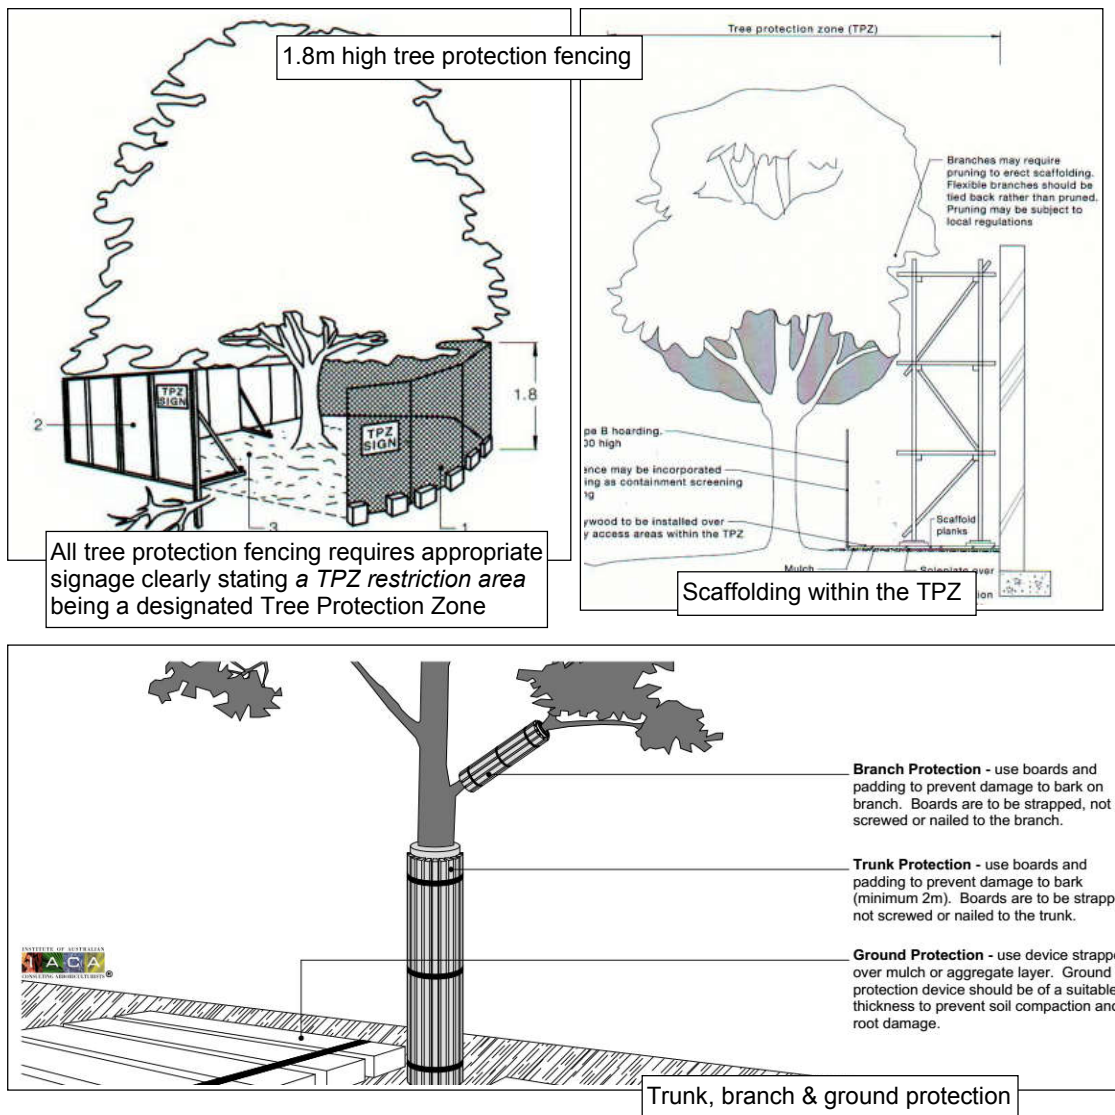 1.8m high tree protection fencing
TPZ
SIGN
TPZ
SIGN
1.8
2
3
1
All tree protection fencing requires appropriate
signage clearly stating a TPZ restriction area
being a designated Tree Protection Zone
Tree protection zone (TPZ)
Branches may require
pruning to erect scaffolding.
Flexible branches should be
tied back rather than pruned.
Pruning may be subject to
local regulations
pe B hoarding.
00 high
ence may be incorporated
ing as containment screening
ng
ywood to be installed over
y access areas within the TPZ
Scaffold
planks
Mulch
Soleplate over
ion
Scaffolding within the TPZ
Branch Protection - use boards and
padding to prevent damage to bark on
branch. Boards are to be strapped, not
screwed or nailed to the branch.
Trunk Protection - use boards and
padding to prevent damage to bark
(minimum 2m). Boards are to be strapp
not screwed or nailed to the trunk.
Ground Protection - use device strappe
over mulch or aggregate layer. Ground
protection device should be of a suitable
thickness to prevent soil compaction and
root damage.
INSTITUTE OF AUSTRALIAN
IACA®
CONSULTING ARBORICULTURISTS
Trunk, branch & ground protection